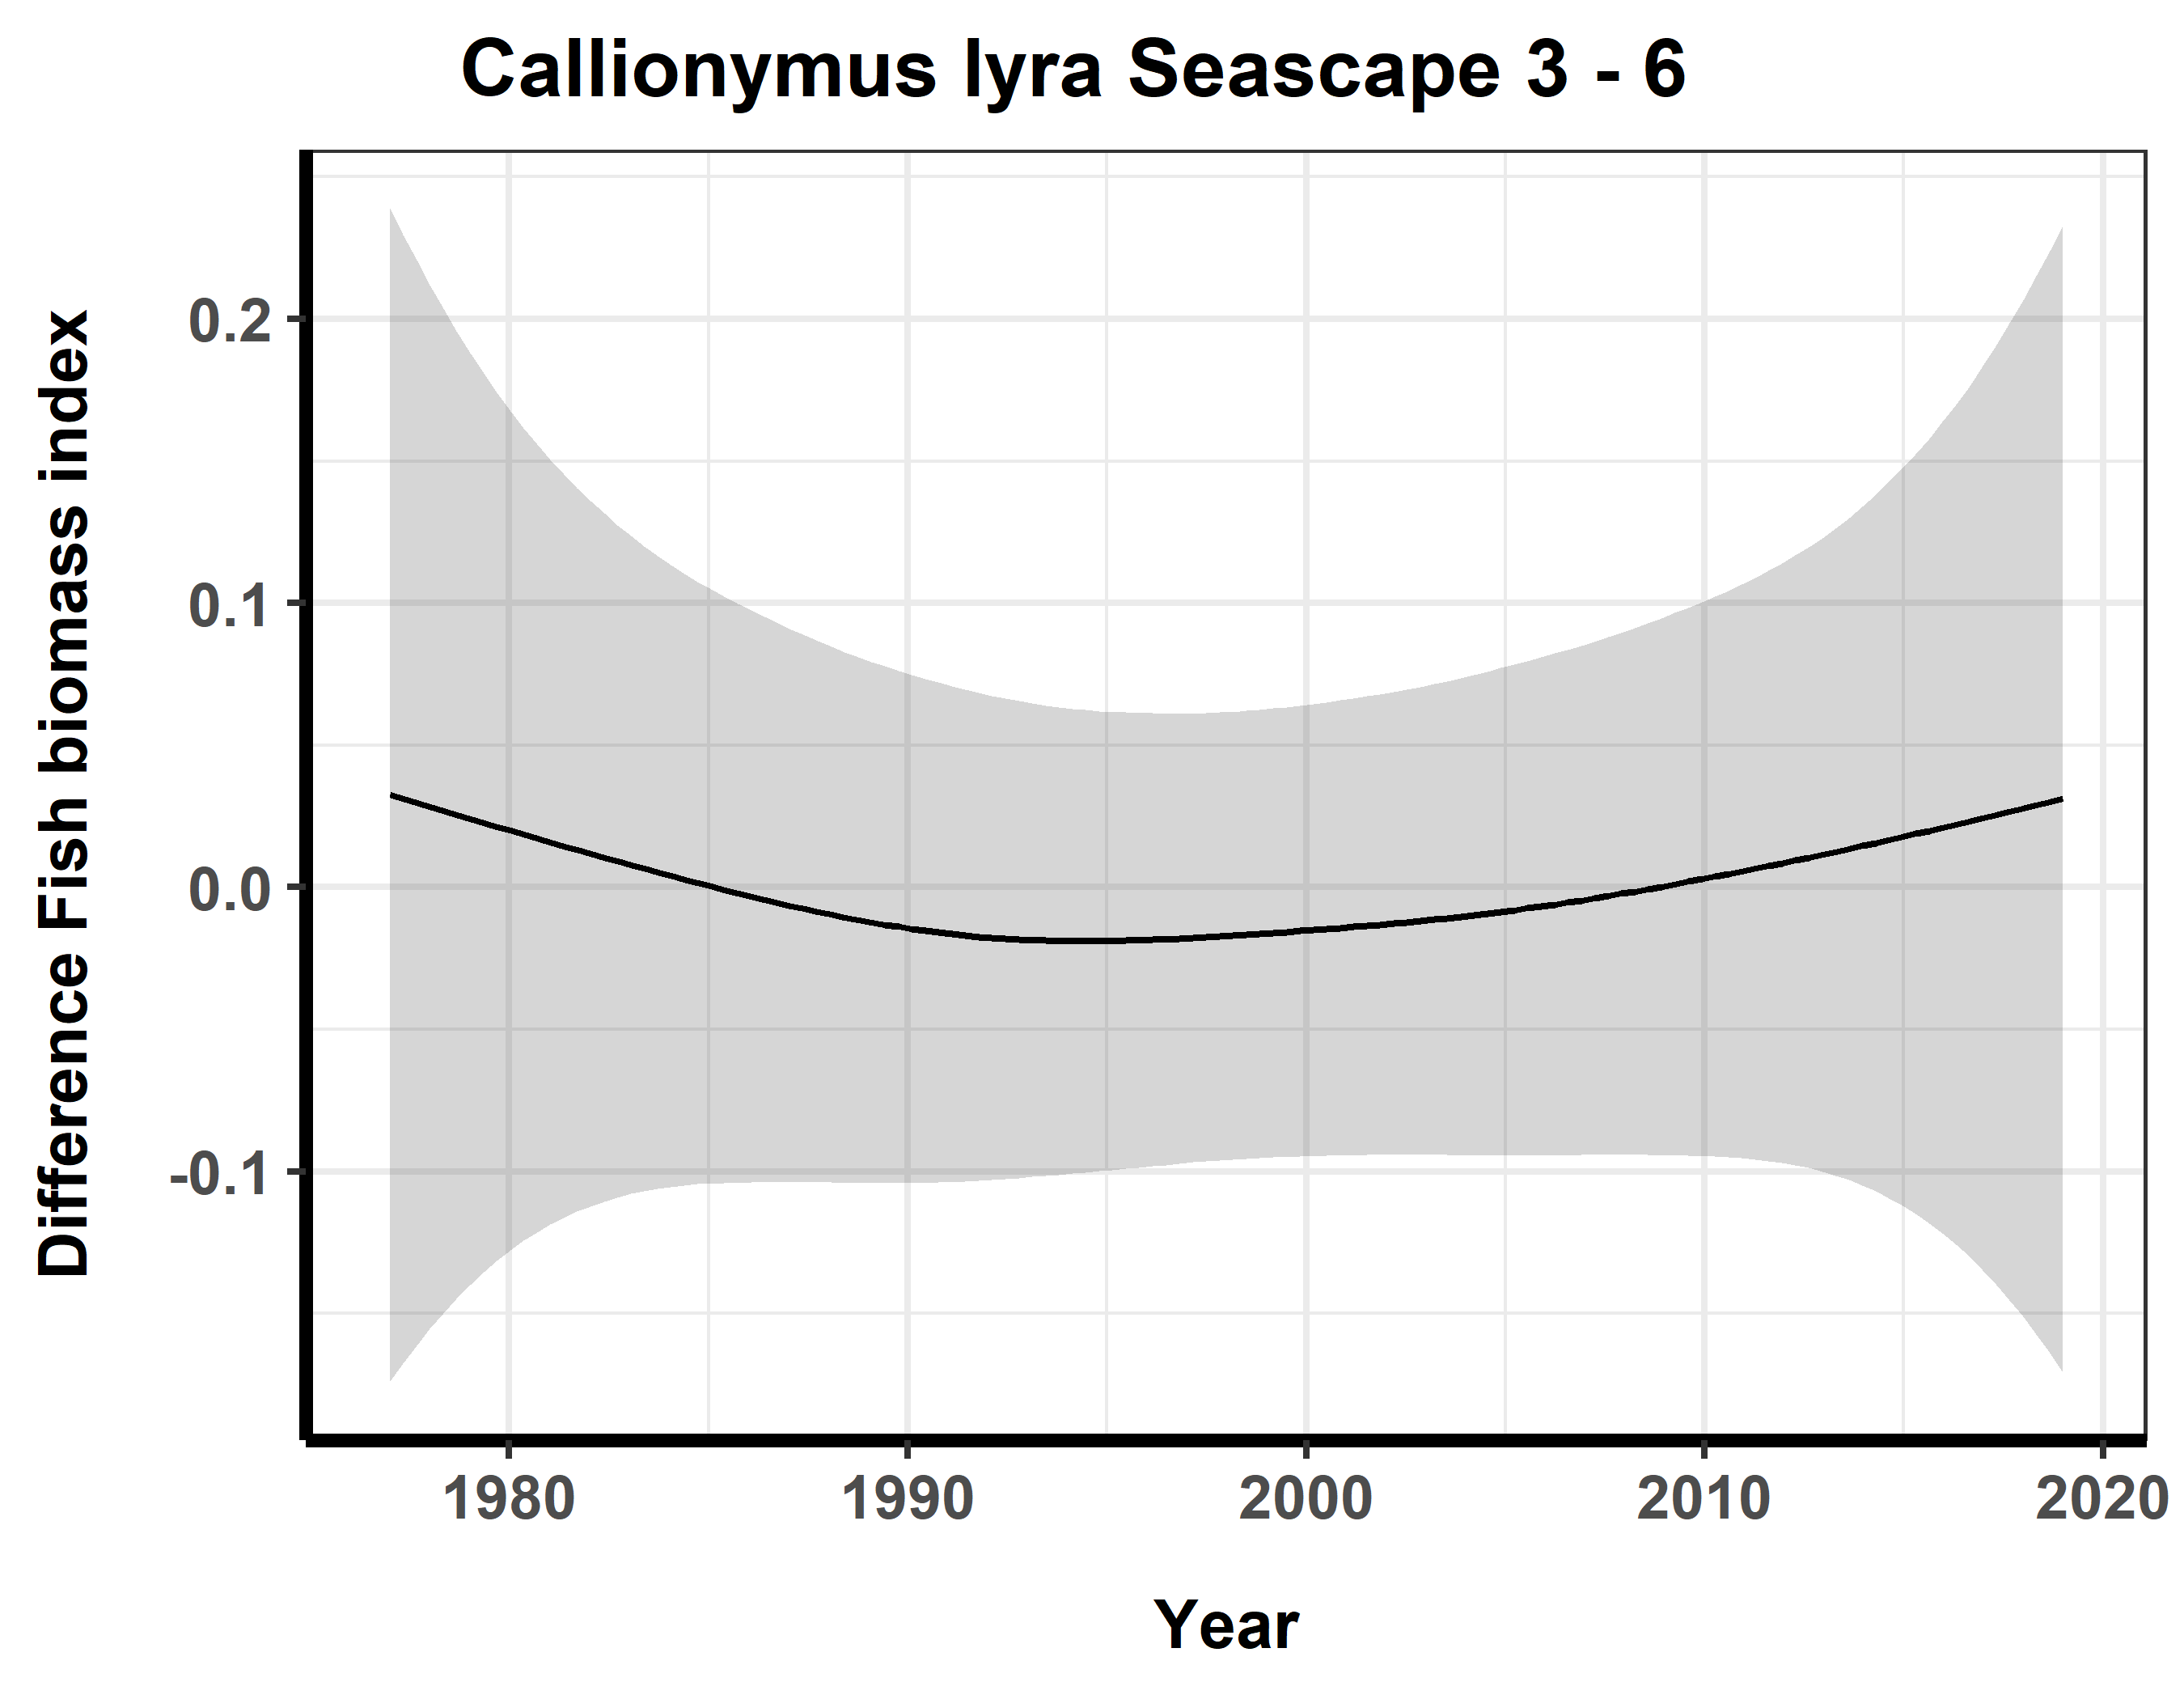 Callionymus lyra Seascape 3 - 6
Difference Fish biomass index
0.2
0.1
0.0
-0.1
1980 1990 2000 2010 2020
Year